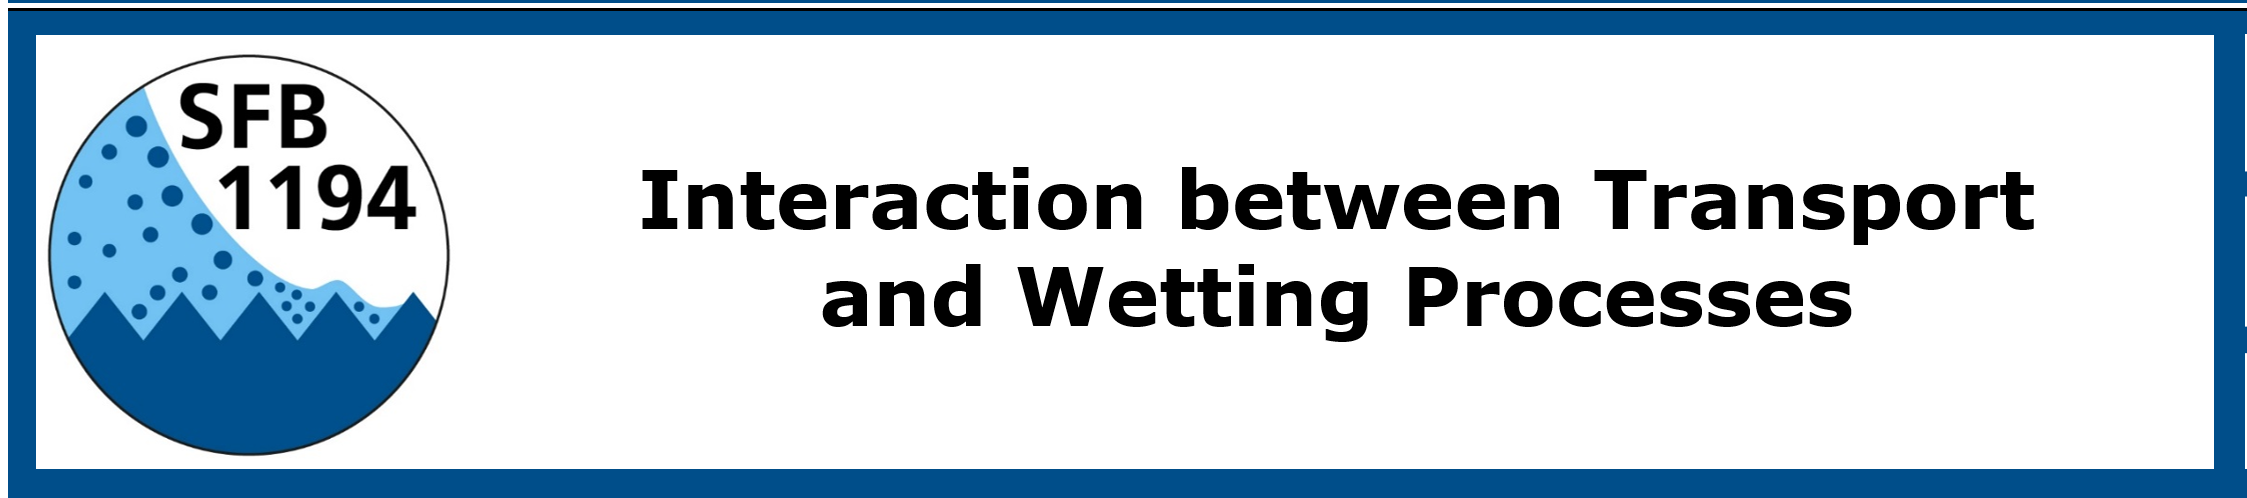 SFB
1194
Interaction between Transport
and Wetting Processes